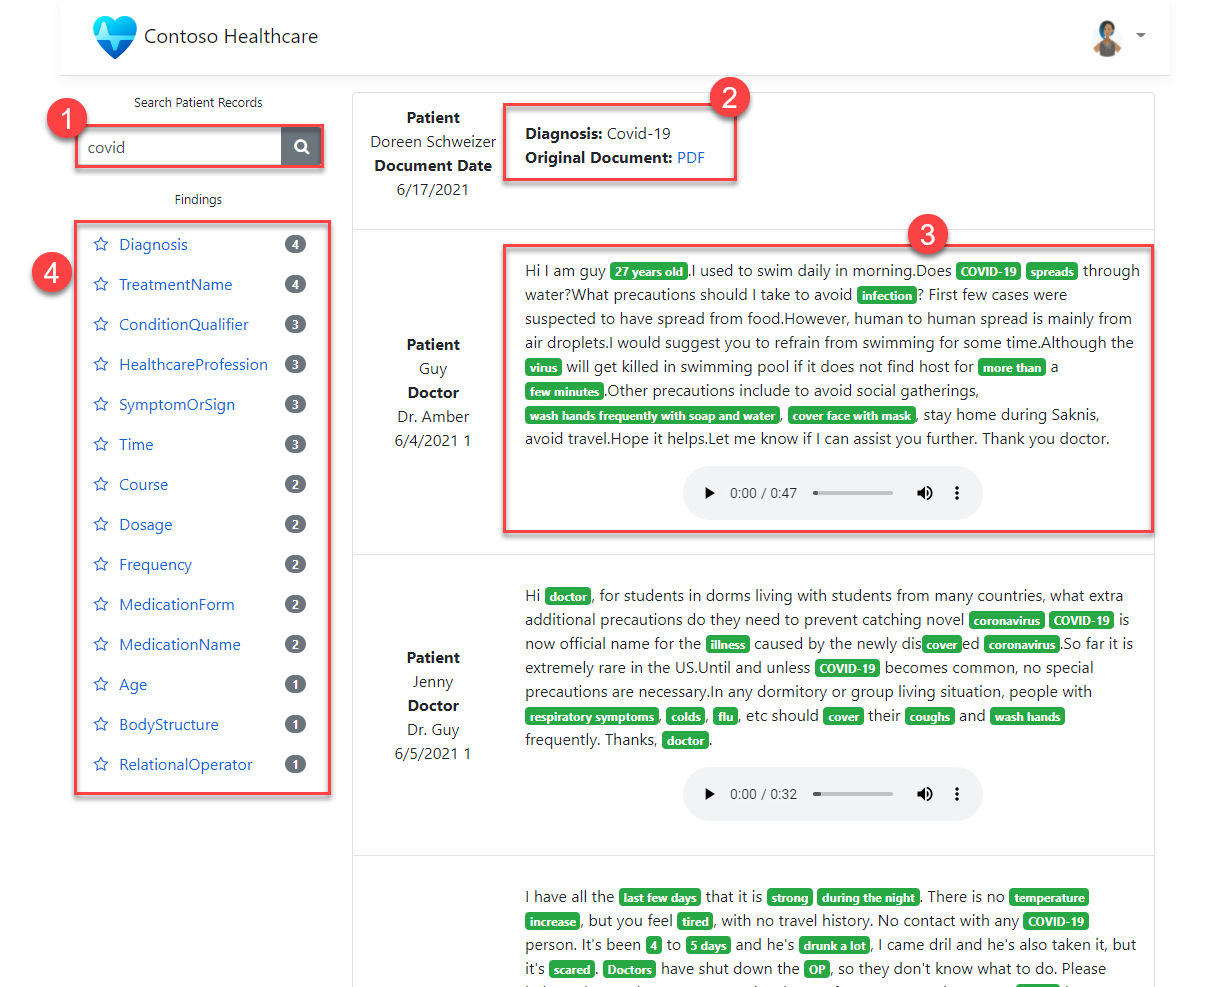 Contoso Healthcare
Search Patient Records
1
covid
Findings
4
Diagnosis 4
TreatmentName 4
ConditionQualifier 3
HealthcareProfession 3
SymptomOrSign 3
Time 3
Course 2
Dosage 2
Frequency 2
MedicationForm 2
MedicationName 2
Age 1
BodyStructure 1
RelationalOperator 1
Patient
Doreen Schweizer
Document Date
6/17/2021
2
Diagnosis: Covid-19
Original Document: PDF
Patient
Guy
Doctor
Dr. Amber
6/4/2021 1
3
Hi I am guy 27 years old.I used to swim daily in morning.Does COVID-19 spreads through
water?What precautions should I take to avoid infection? First few cases were
suspected to have spread from food.However, human to human spread is mainly from
air droplets.I would suggest you to refrain from swimming for some time.Although the
virus will get killed in swimming pool if it does not find host for more than a
few minutes.Other precautions include to avoid social gatherings,
wash hands frequently with soap and water, cover face with mask, stay home during Saknis,
avoid travel.Hope it helps.Let me know if I can assist you further. Thank you doctor.
0:00 / 0:47
Patient
Jenny
Doctor
Dr. Guy
6/5/2021 1
Hi doctor, for students in dorms living with students from many countries, what extra
additional precautions do they need to prevent catching novel coronavirus COVID-19 is
now official name for the illness caused by the newly discovered coronavirus.So far it is
extremely rare in the US.Until and unless COVID-19 becomes common, no special
precautions are necessary.In any dormitory or group living situation, people with
respiratory symptoms, colds, flu, etc should cover their coughs and wash hands
frequently. Thanks, doctor.
0:00 / 0:32
I have all the last few days that it is strong during the night. There is no temperature
increase, but you feel tired, with no travel history. No contact with any COVID-19
person. It's been 4 to 5 days and he's drunk a lot, I came dril and he's also taken it, but
it's scared. Doctors have shut down the OP, so they don't know what to do. Please